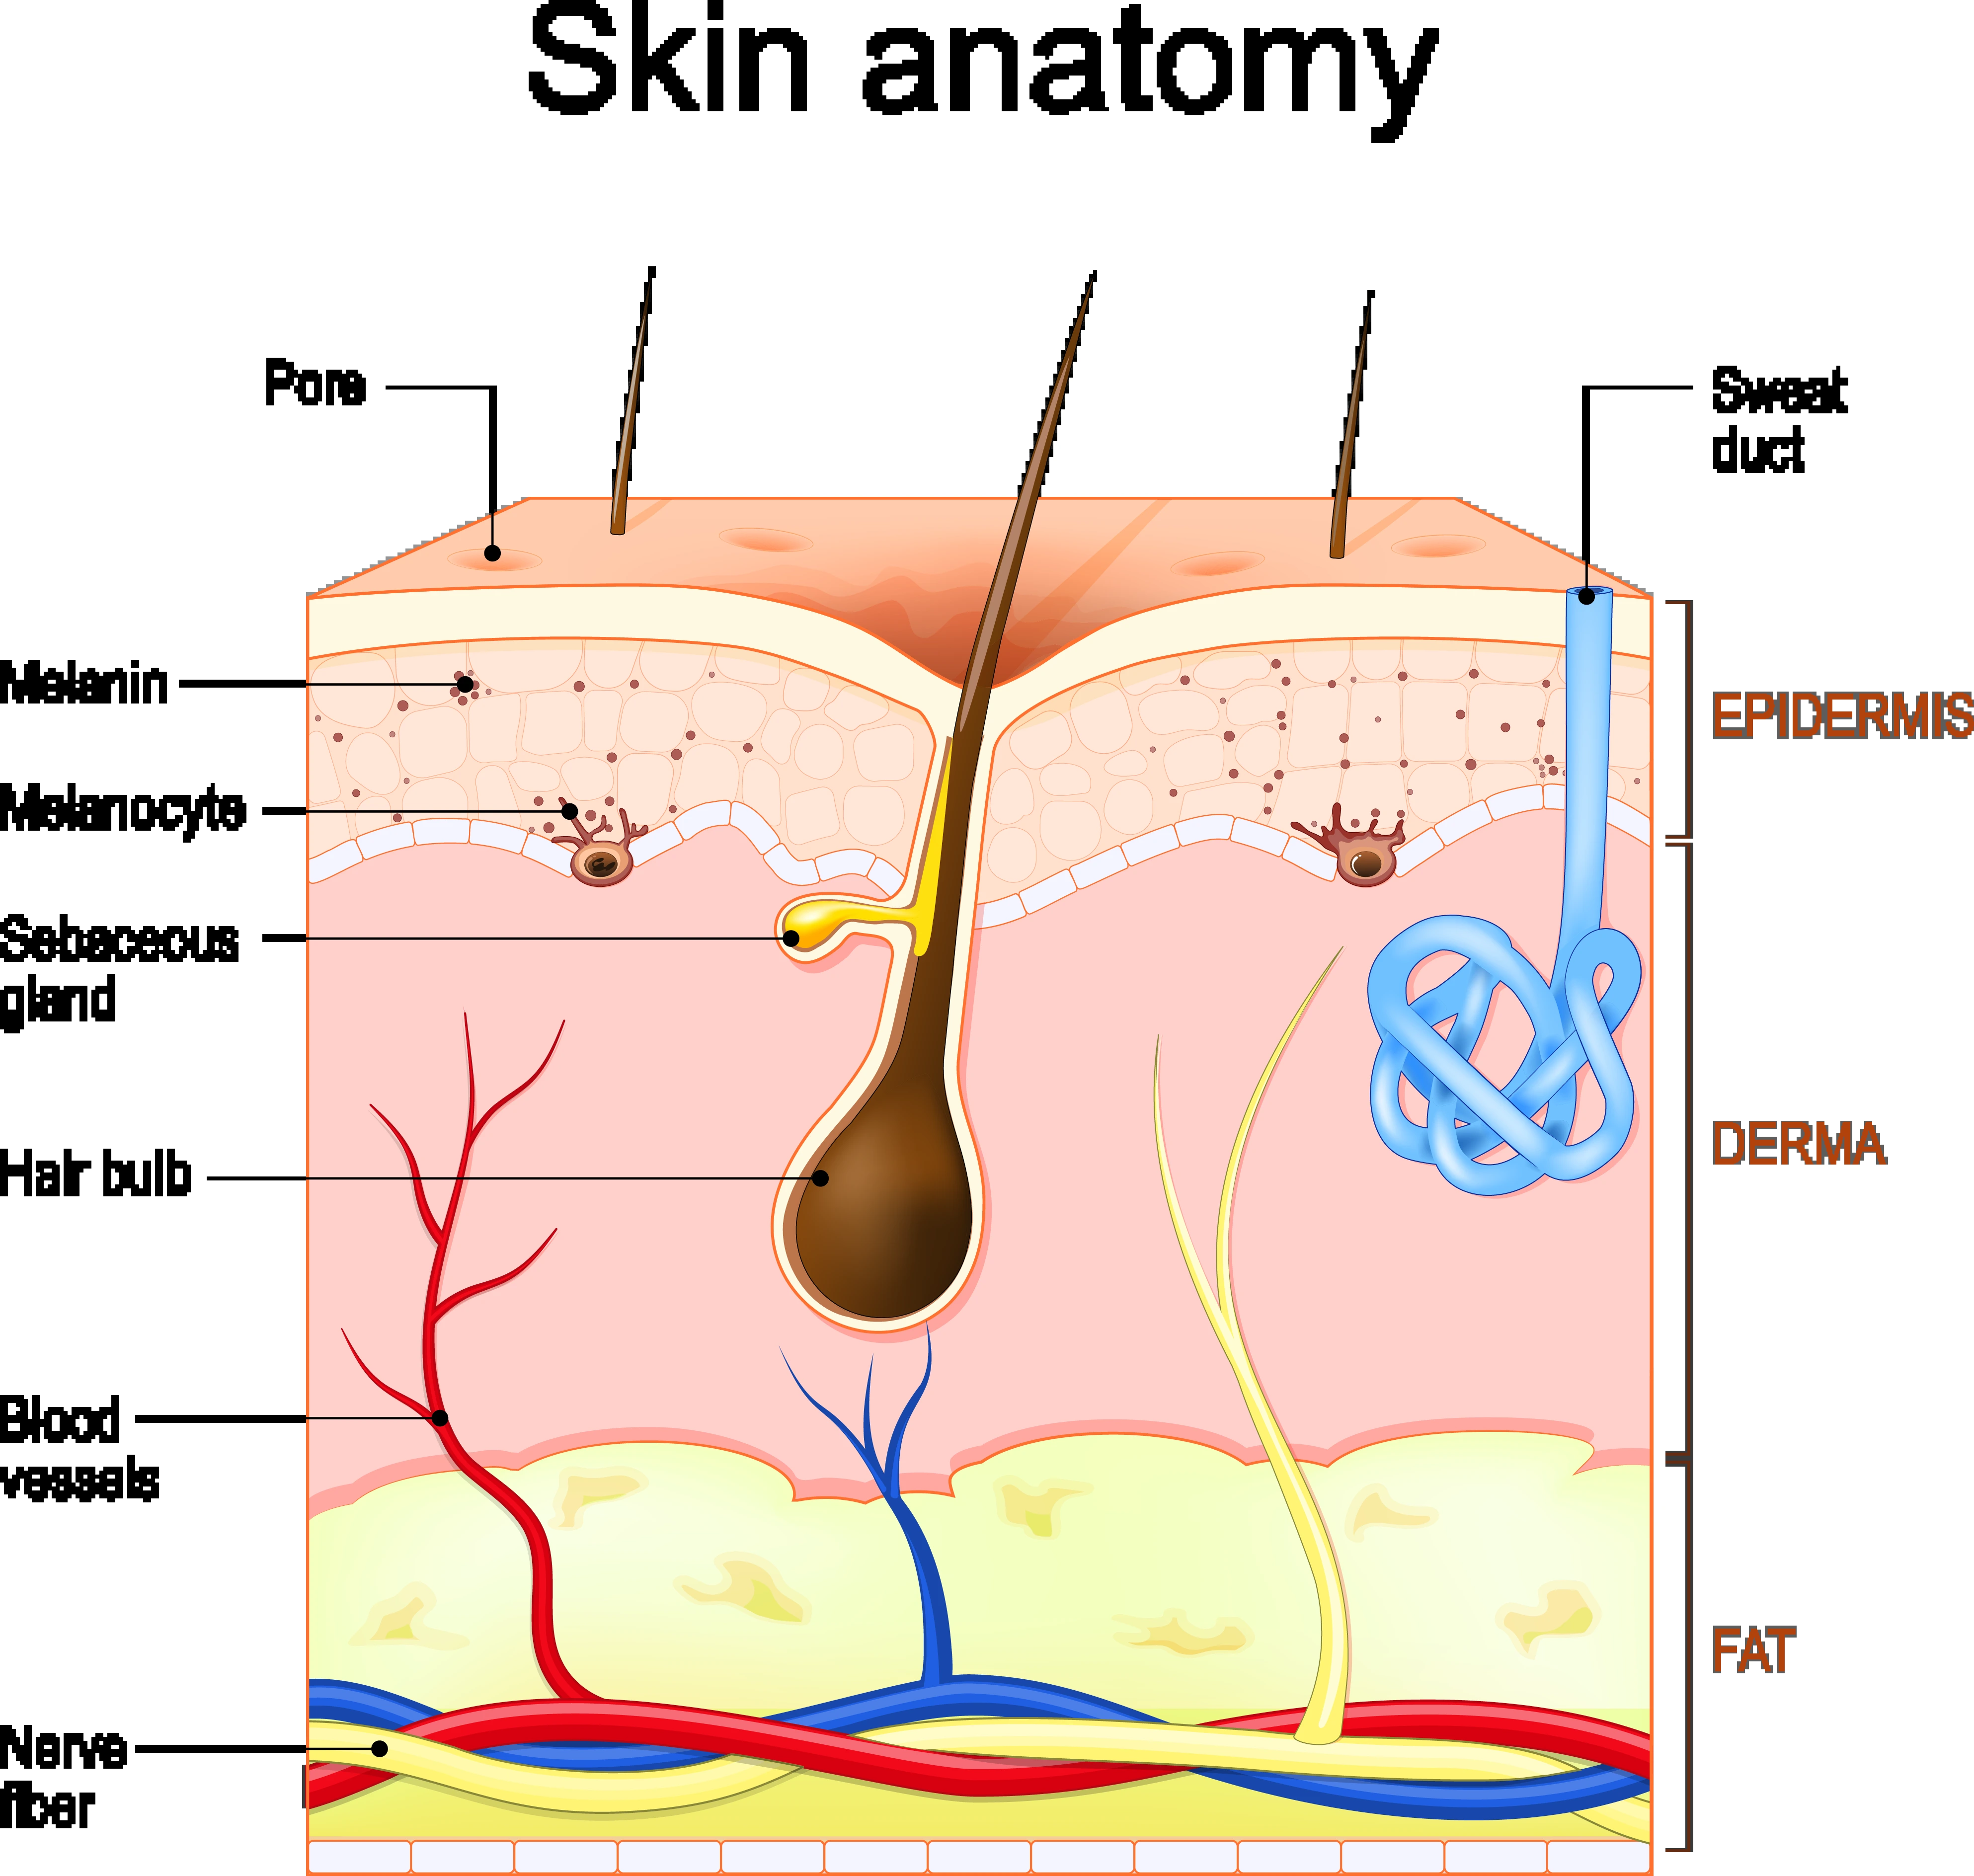 Skin anatomy
Pore
Sweat
duct
Melanin
EPIDERMIS
Melanocyte
Sebaceous
gland
DERMA
Hair bulb
Blood
vessels
FAT
Nerve
fiber